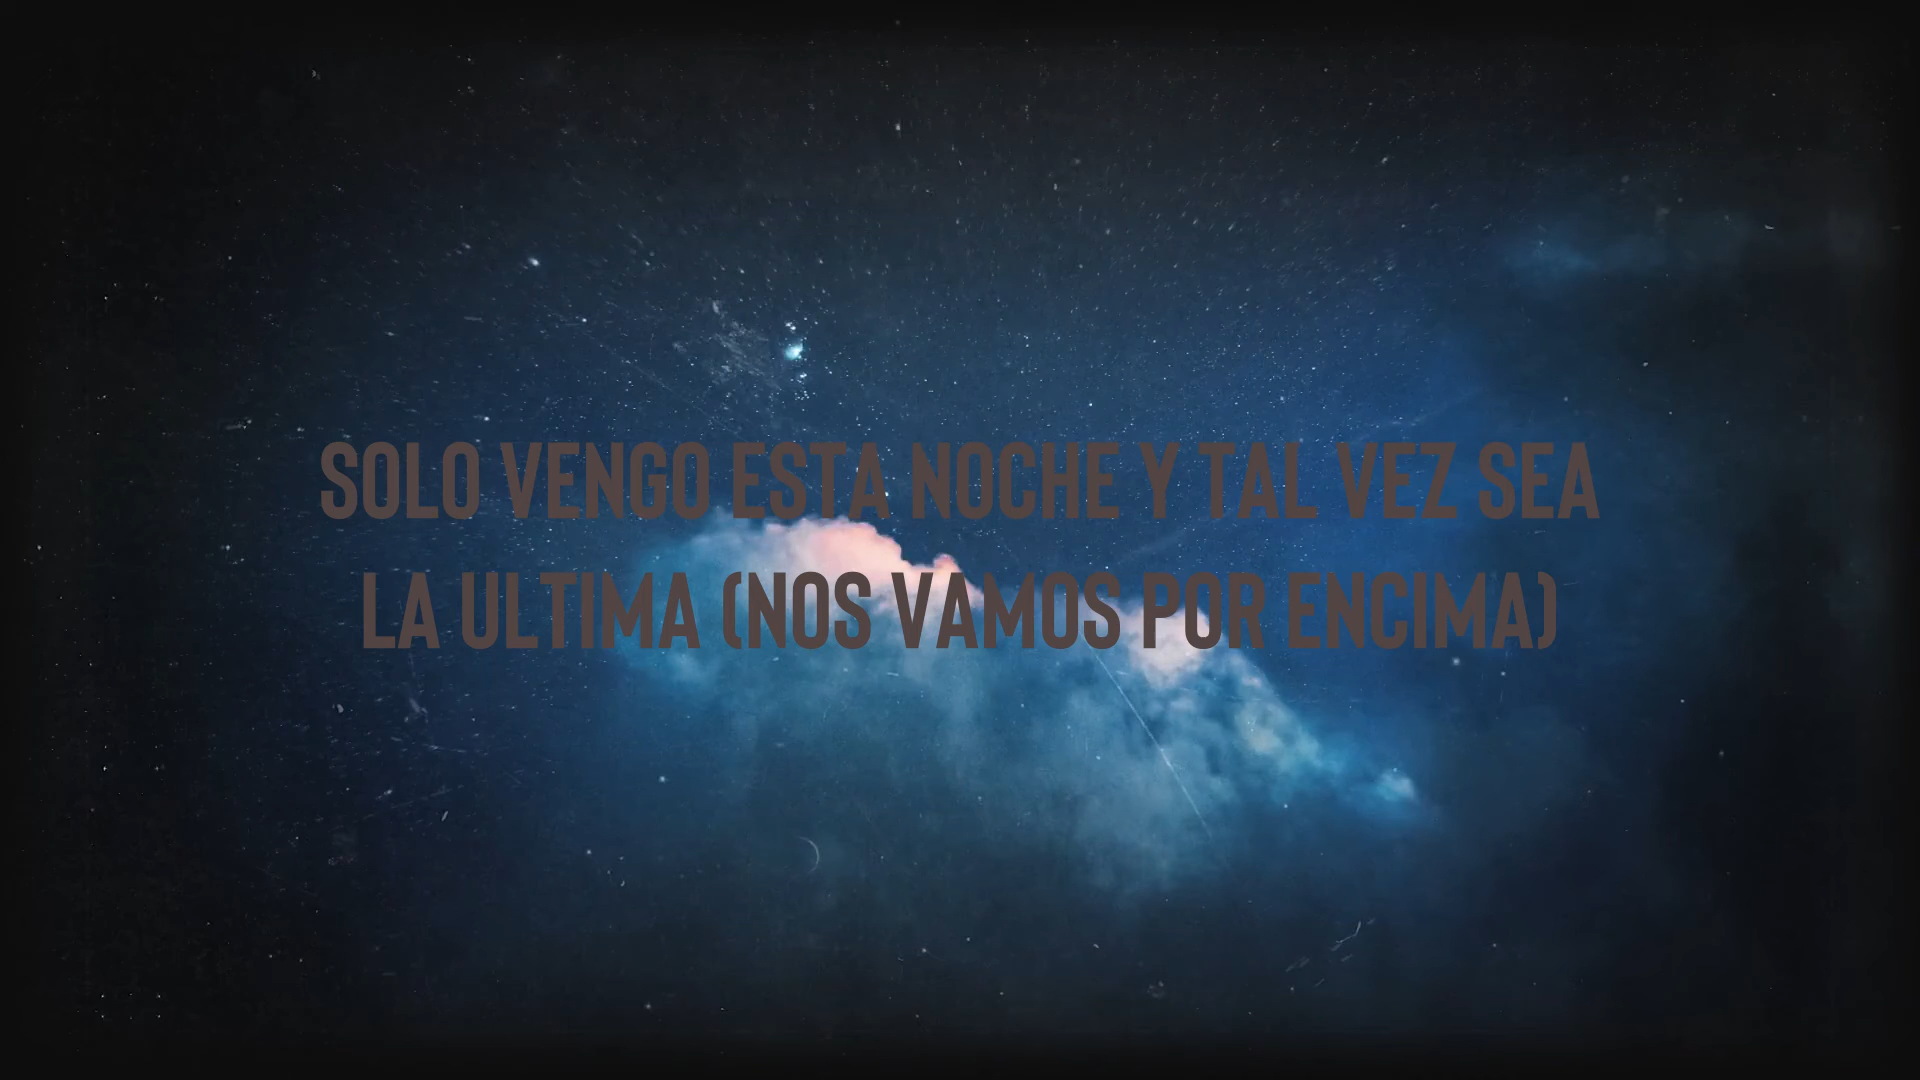 SOLO VENGO ESTA NOCHE Y TAL VEZ SEA
LA ULTIMA (NOS VAMOS POR ENCIMA)